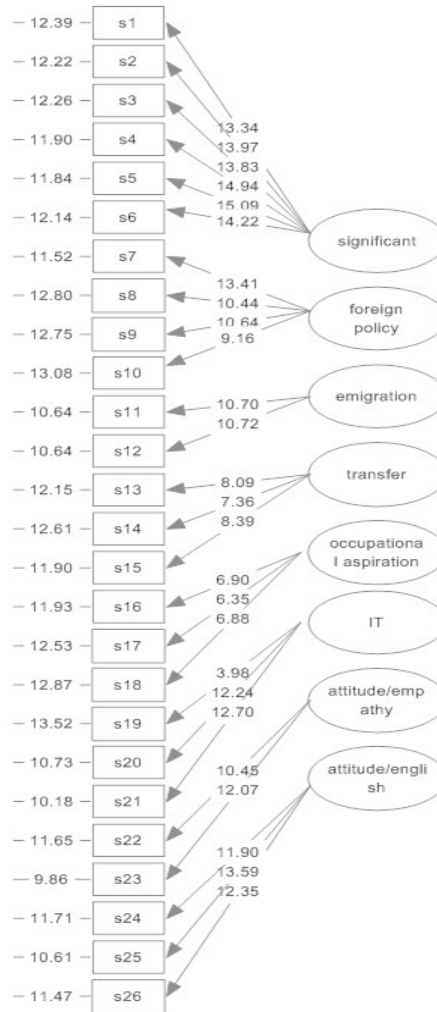 12.39 s1
12.22 s2
12.26 s3
11.90 s4
11.84 s5
12.14 s6
11.52 s7
12.80 s8
12.75 s9
13.08 s10
10.64 s11
10.64 s12
12.15 s13
12.61 s14
11.90 s15
11.93 s16
12.53 s17
12.87 s18
13.52 s19
10.73 s20
10.18 s21
11.65 s22
9.86 s23
11.71 s24
10.61 s25
11.47 s26
13.34
13.97
13.83
14.94
15.09
14.22
significant
13.41
10.44
10.64
9.16
foreign
policy
10.70
10.72
emigration
8.09
7.36
8.39
transfer
6.90
6.35
6.88
occupationa
l aspiration
3.98
12.24
12.70
IT
10.45
12.07
attitude/emp
athy
11.90
13.59
12.35
attitude/engli
sh